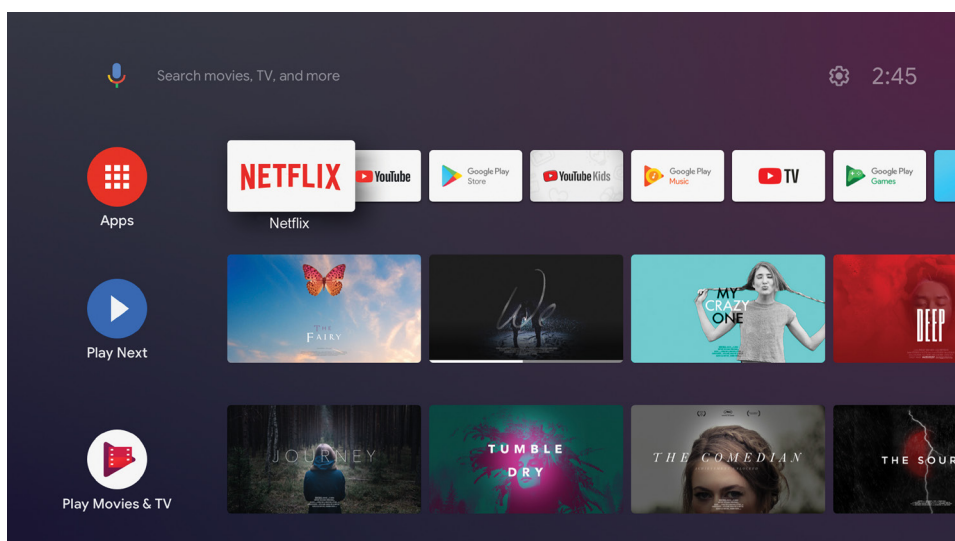 Search movies, TV, and more
2:45
Apps
NETFLIX
Netflix
YouTube
Google Play
Store
YouTube Kids
Google Play
Music
TV
Google Play
Games
Play Next
THE
FAIRY
We
MY
CRAZY
ONE
DEEP
Play Movies & TV
JOURNEY
TUMBLE
DRY
THE COMEDIAN
THE SOUR